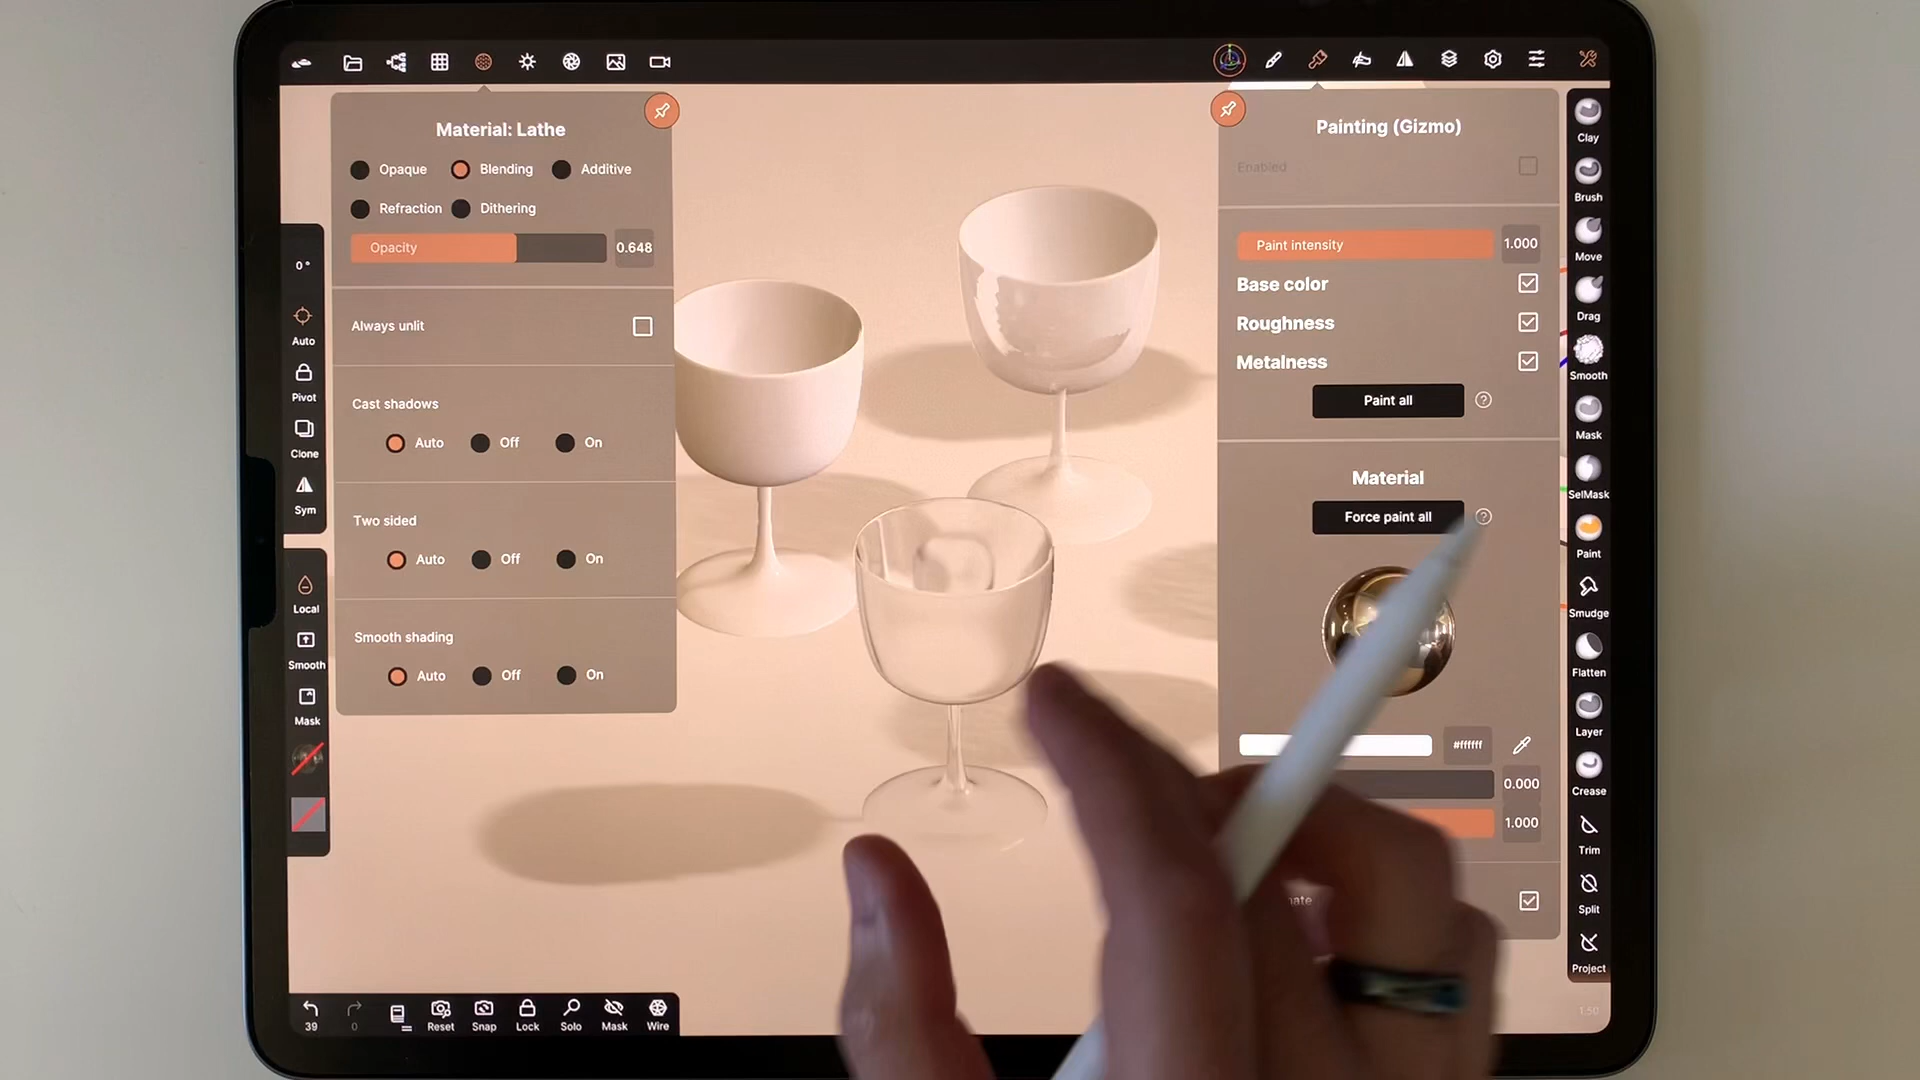 Material: Lathe
Opaque
Blending
Additive
Refraction
Dithering
Opacity
0.648
Always unlit
Cast shadows
Auto
Off
On
Two sided
Auto
Off
On
Smooth shading
Auto
Off
On
0°
Auto
Pivot
Clone
Sym
Local
Smooth
Mask
39
0
Reset
Snap
Lock
Solo
Mask
Wire
Painting (Gizmo)
Enabled
Paint intensity
1.000
Base color
Roughness
Metalness
Paint all
?
Material
Force paint all
?
#ffffff
0.000
1.000
Clay
Brush
Move
Drag
Smooth
Mask
SelMask
Paint
Smudge
Flatten
Layer
Crease
Trim
Split
Project
1.50